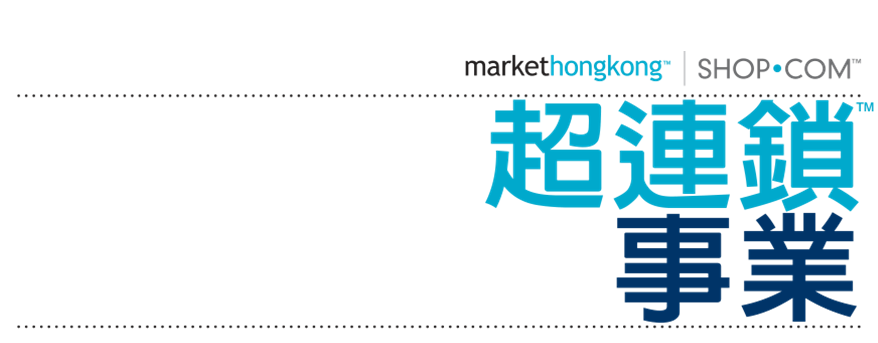 markethongkong™ | SHOP•COM™
超連鎖™
事業